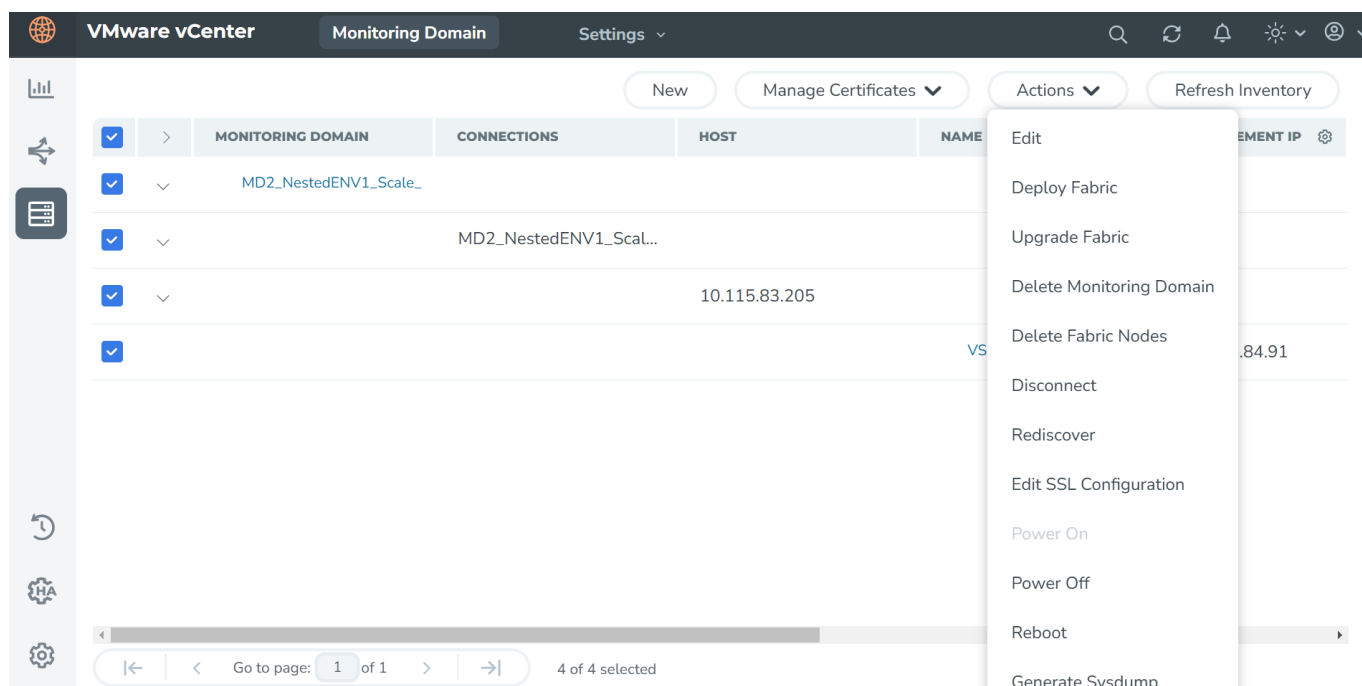 VMware vCenter Monitoring Domain Settings
New Manage Certificates Actions Refresh Inventory
MONITORING DOMAIN CONNECTIONS HOST NAME EMENT IP
MD2_NestedENV1_Scale_
MD2_NestedENV1_Scal...
10.115.83.205
VS .84.91
Edit
Deploy Fabric
Upgrade Fabric
Delete Monitoring Domain
Delete Fabric Nodes
Disconnect
Rediscover
Edit SSL Configuration
Power On
Power Off
Reboot
Generate Sysdump
HA
Go to page: 1 of 1 4 of 4 selected